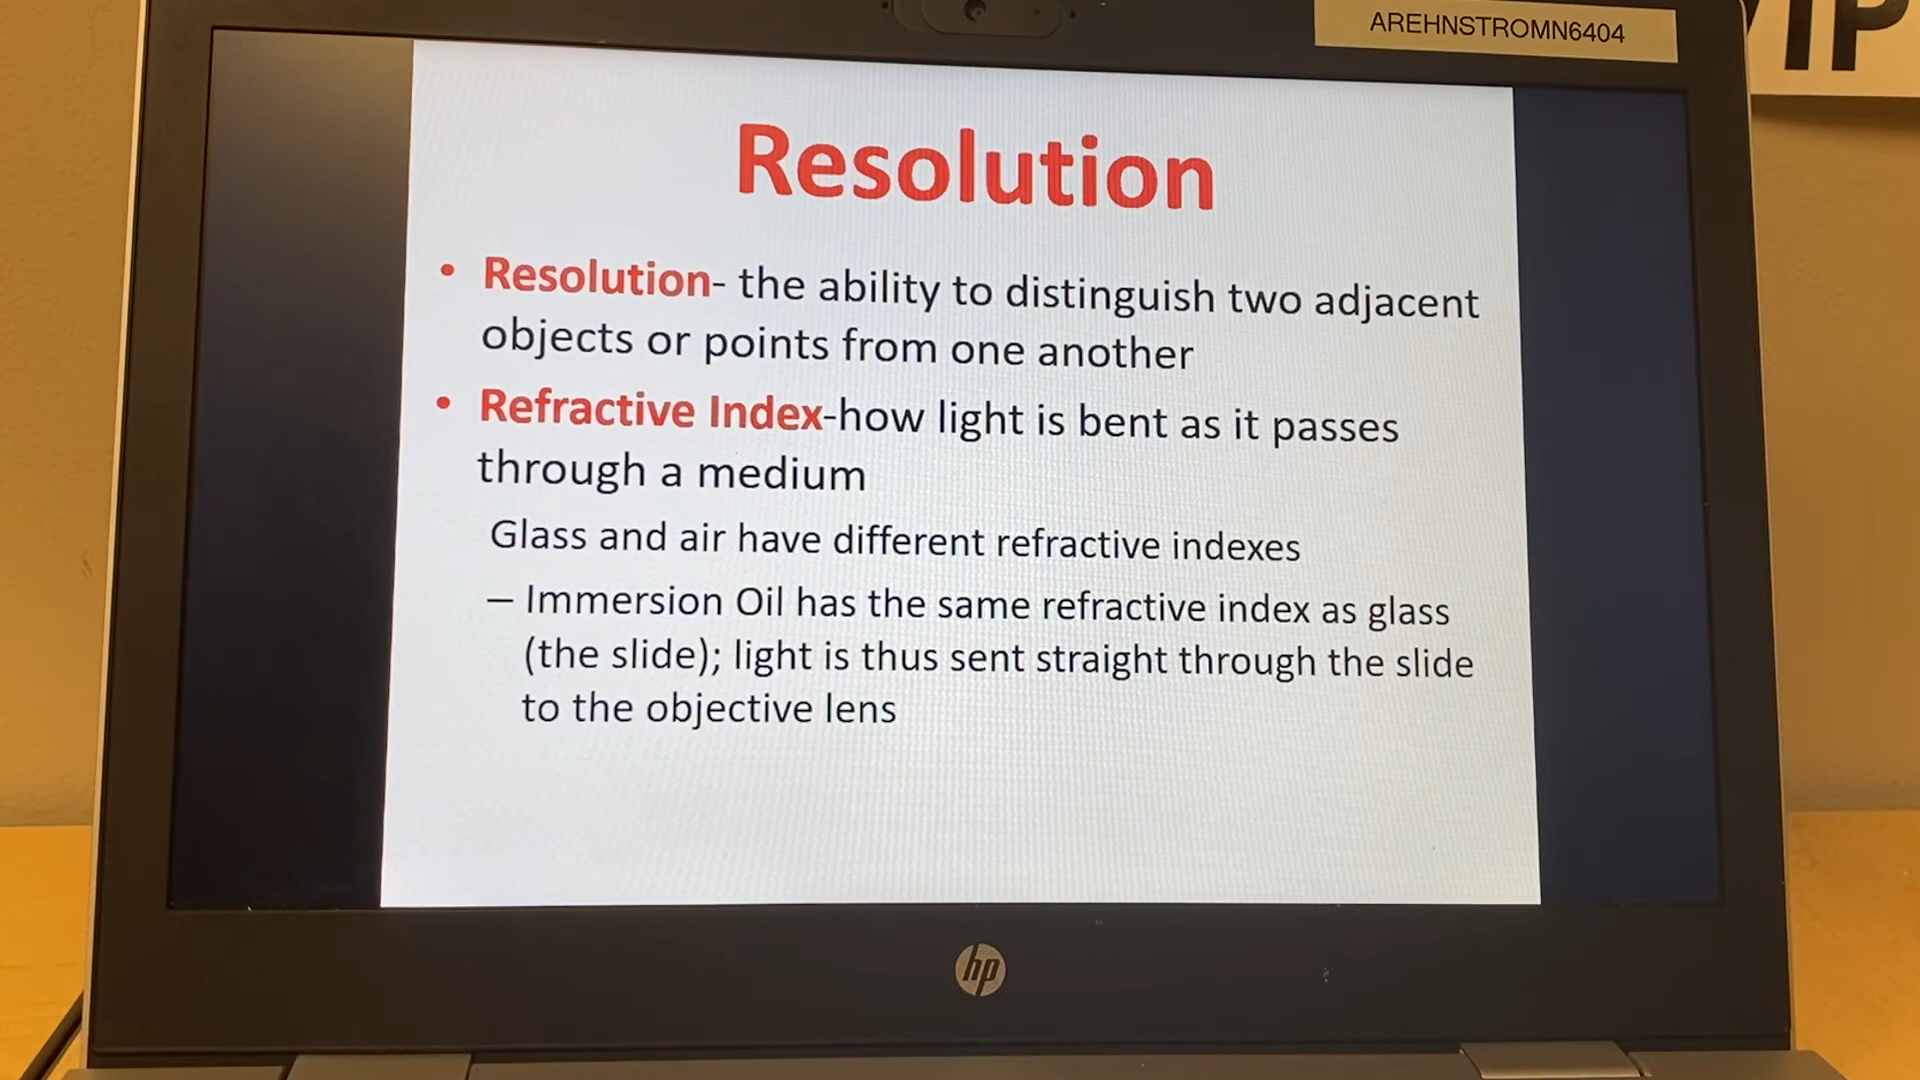 AREHNSTROMN6404
IP
Resolution
• Resolution- the ability to distinguish two adjacent
objects or points from one another
• Refractive Index-how light is bent as it passes
through a medium
Glass and air have different refractive indexes
– Immersion Oil has the same refractive index as glass
(the slide); light is thus sent straight through the slide
to the objective lens
hp